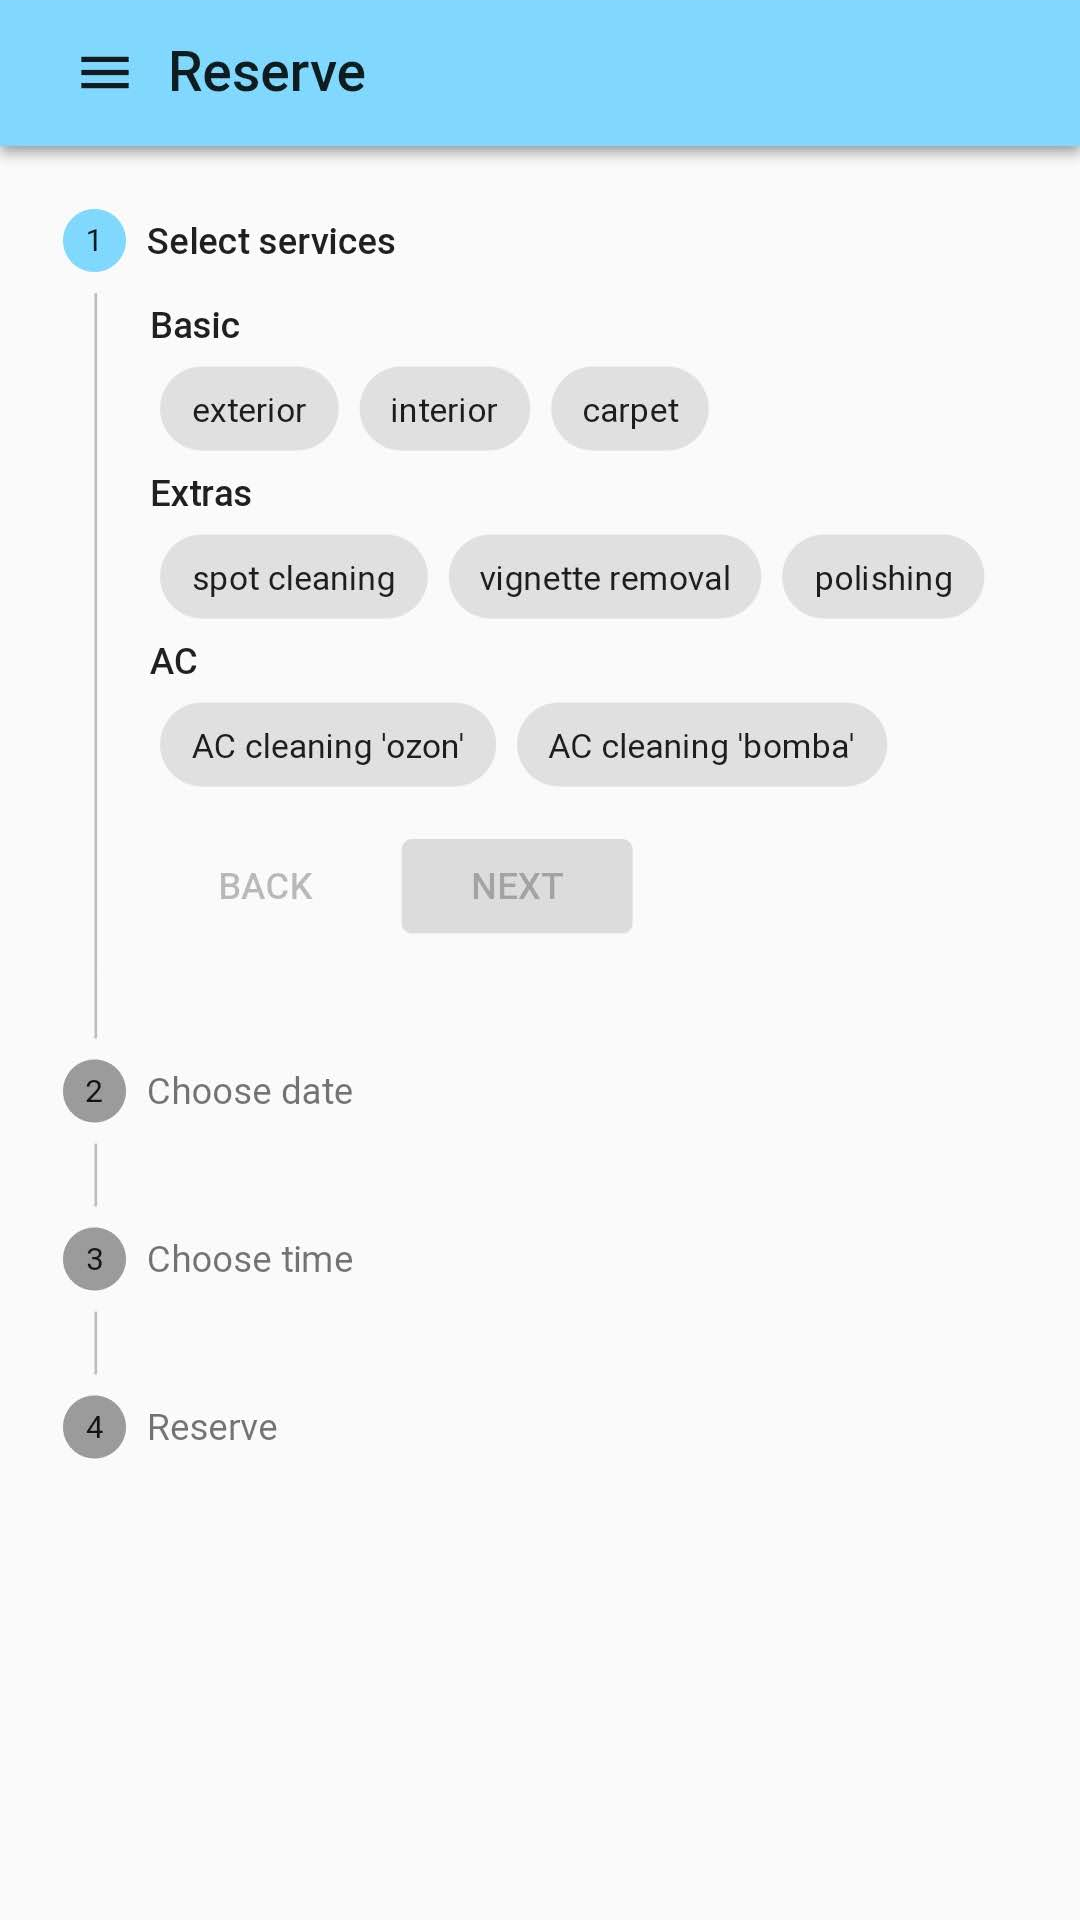 Reserve
1 Select services
Basic
exterior interior carpet
Extras
spot cleaning vignette removal polishing
AC
AC cleaning 'ozon' AC cleaning 'bomba'
BACK NEXT
2 Choose date
3 Choose time
4 Reserve